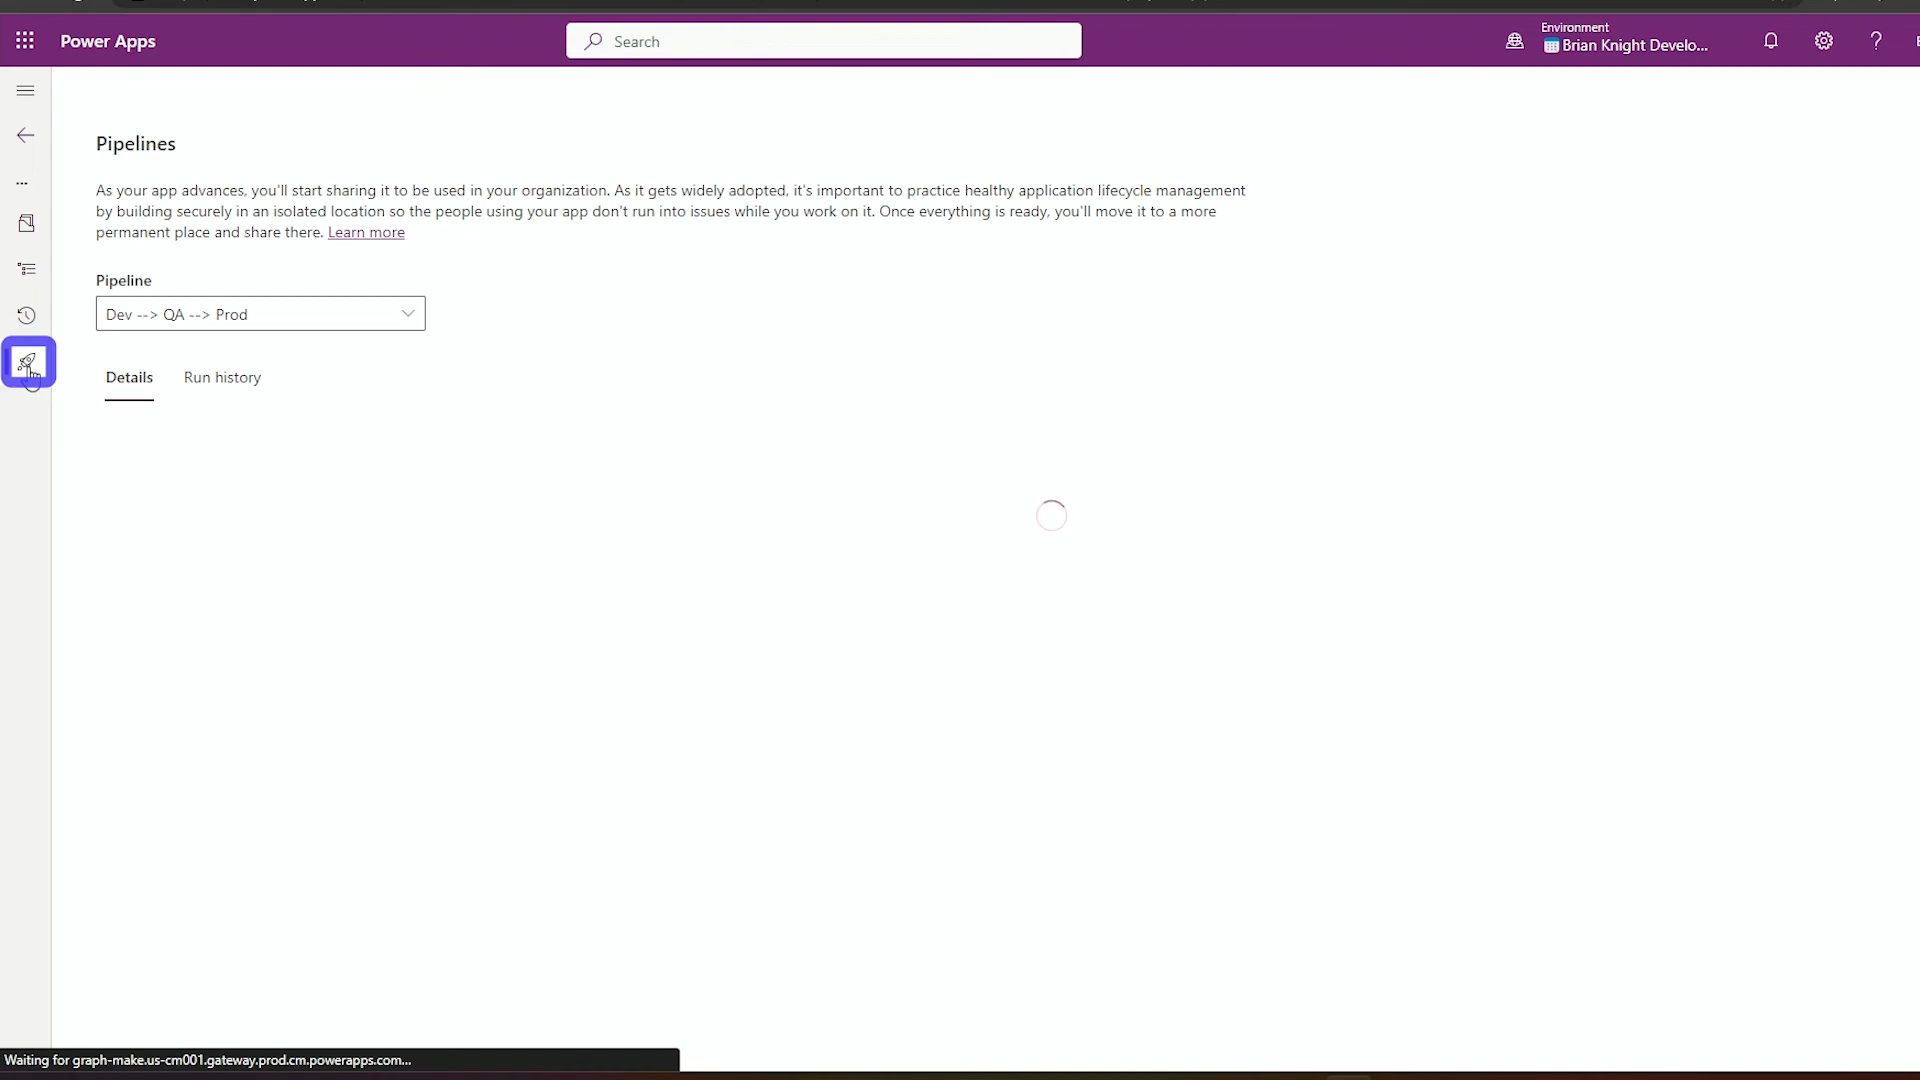 Power Apps
Search
Environment
Brian Knight Develo...
?
...
Pipelines
As your app advances, you'll start sharing it to be used in your organization. As it gets widely adopted, it's important to practice healthy application lifecycle management
by building securely in an isolated location so the people using your app don't run into issues while you work on it. Once everything is ready, you'll move it to a more
permanent place and share there. Learn more
Pipeline
Dev --> QA --> Prod
Details
Run history
Waiting for graph-make.us-cm001.gateway.prod.cm.powerapps.com...